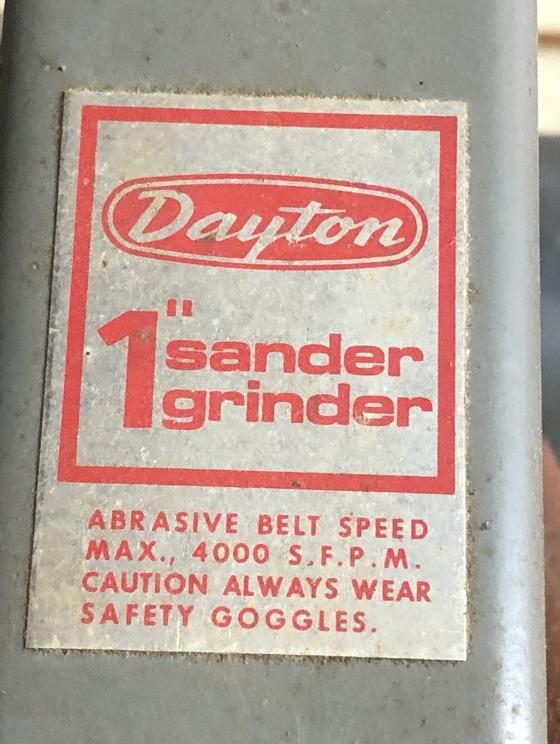 Dayton
1" sander
grinder
ABRASIVE BELT SPEED
MAX., 4000 S.F.P.M.
CAUTION ALWAYS WEAR
SAFETY GOGGLES.